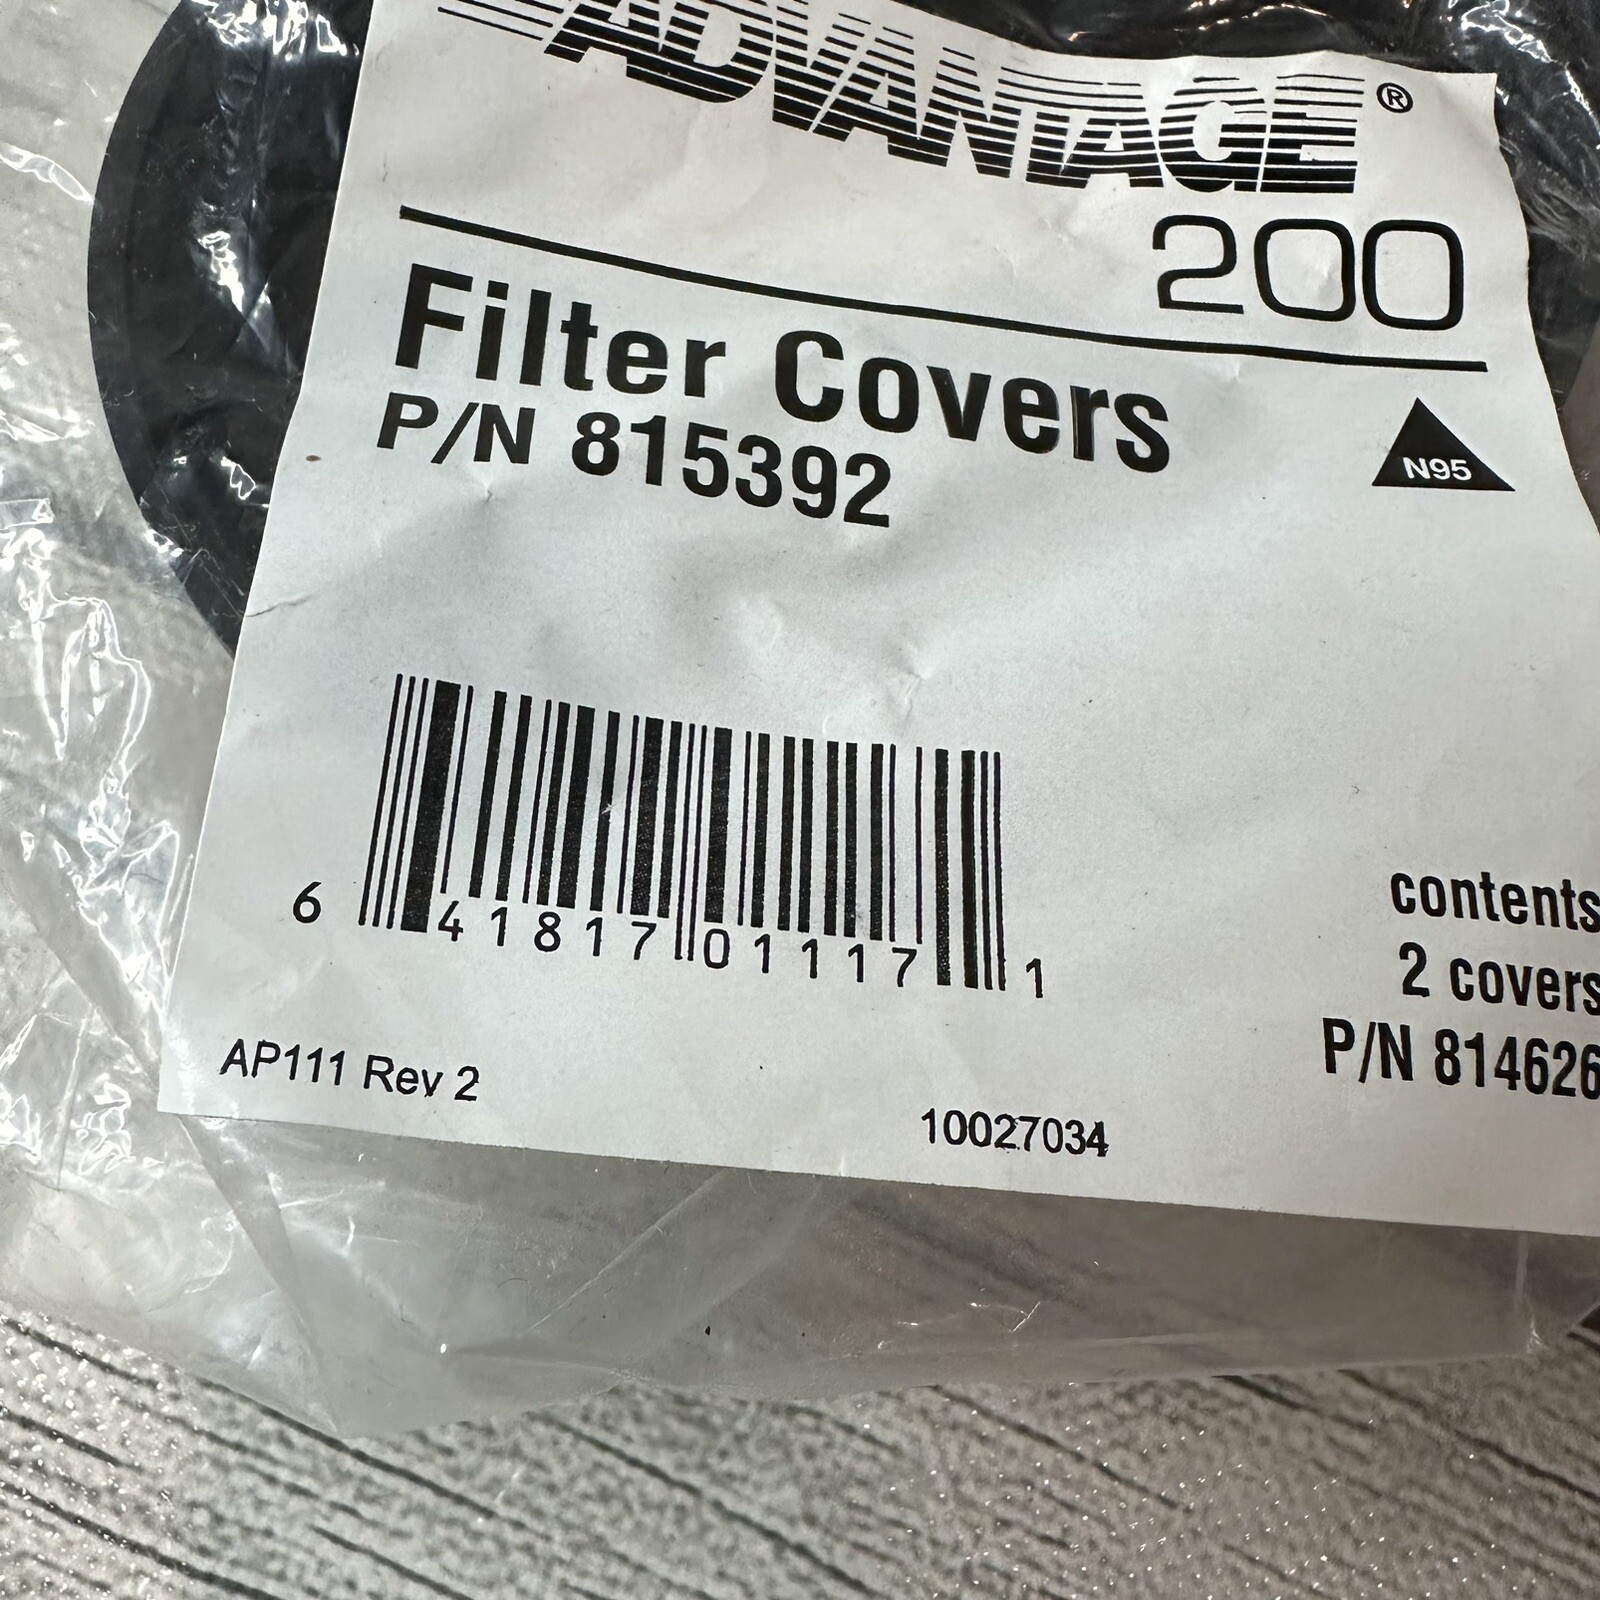 ADVANTAGE®
200
Filter Covers
P/N 815392
N95
6 41817 01117 1
contents
2 covers
P/N 814626
AP111 Rev 2
10027034